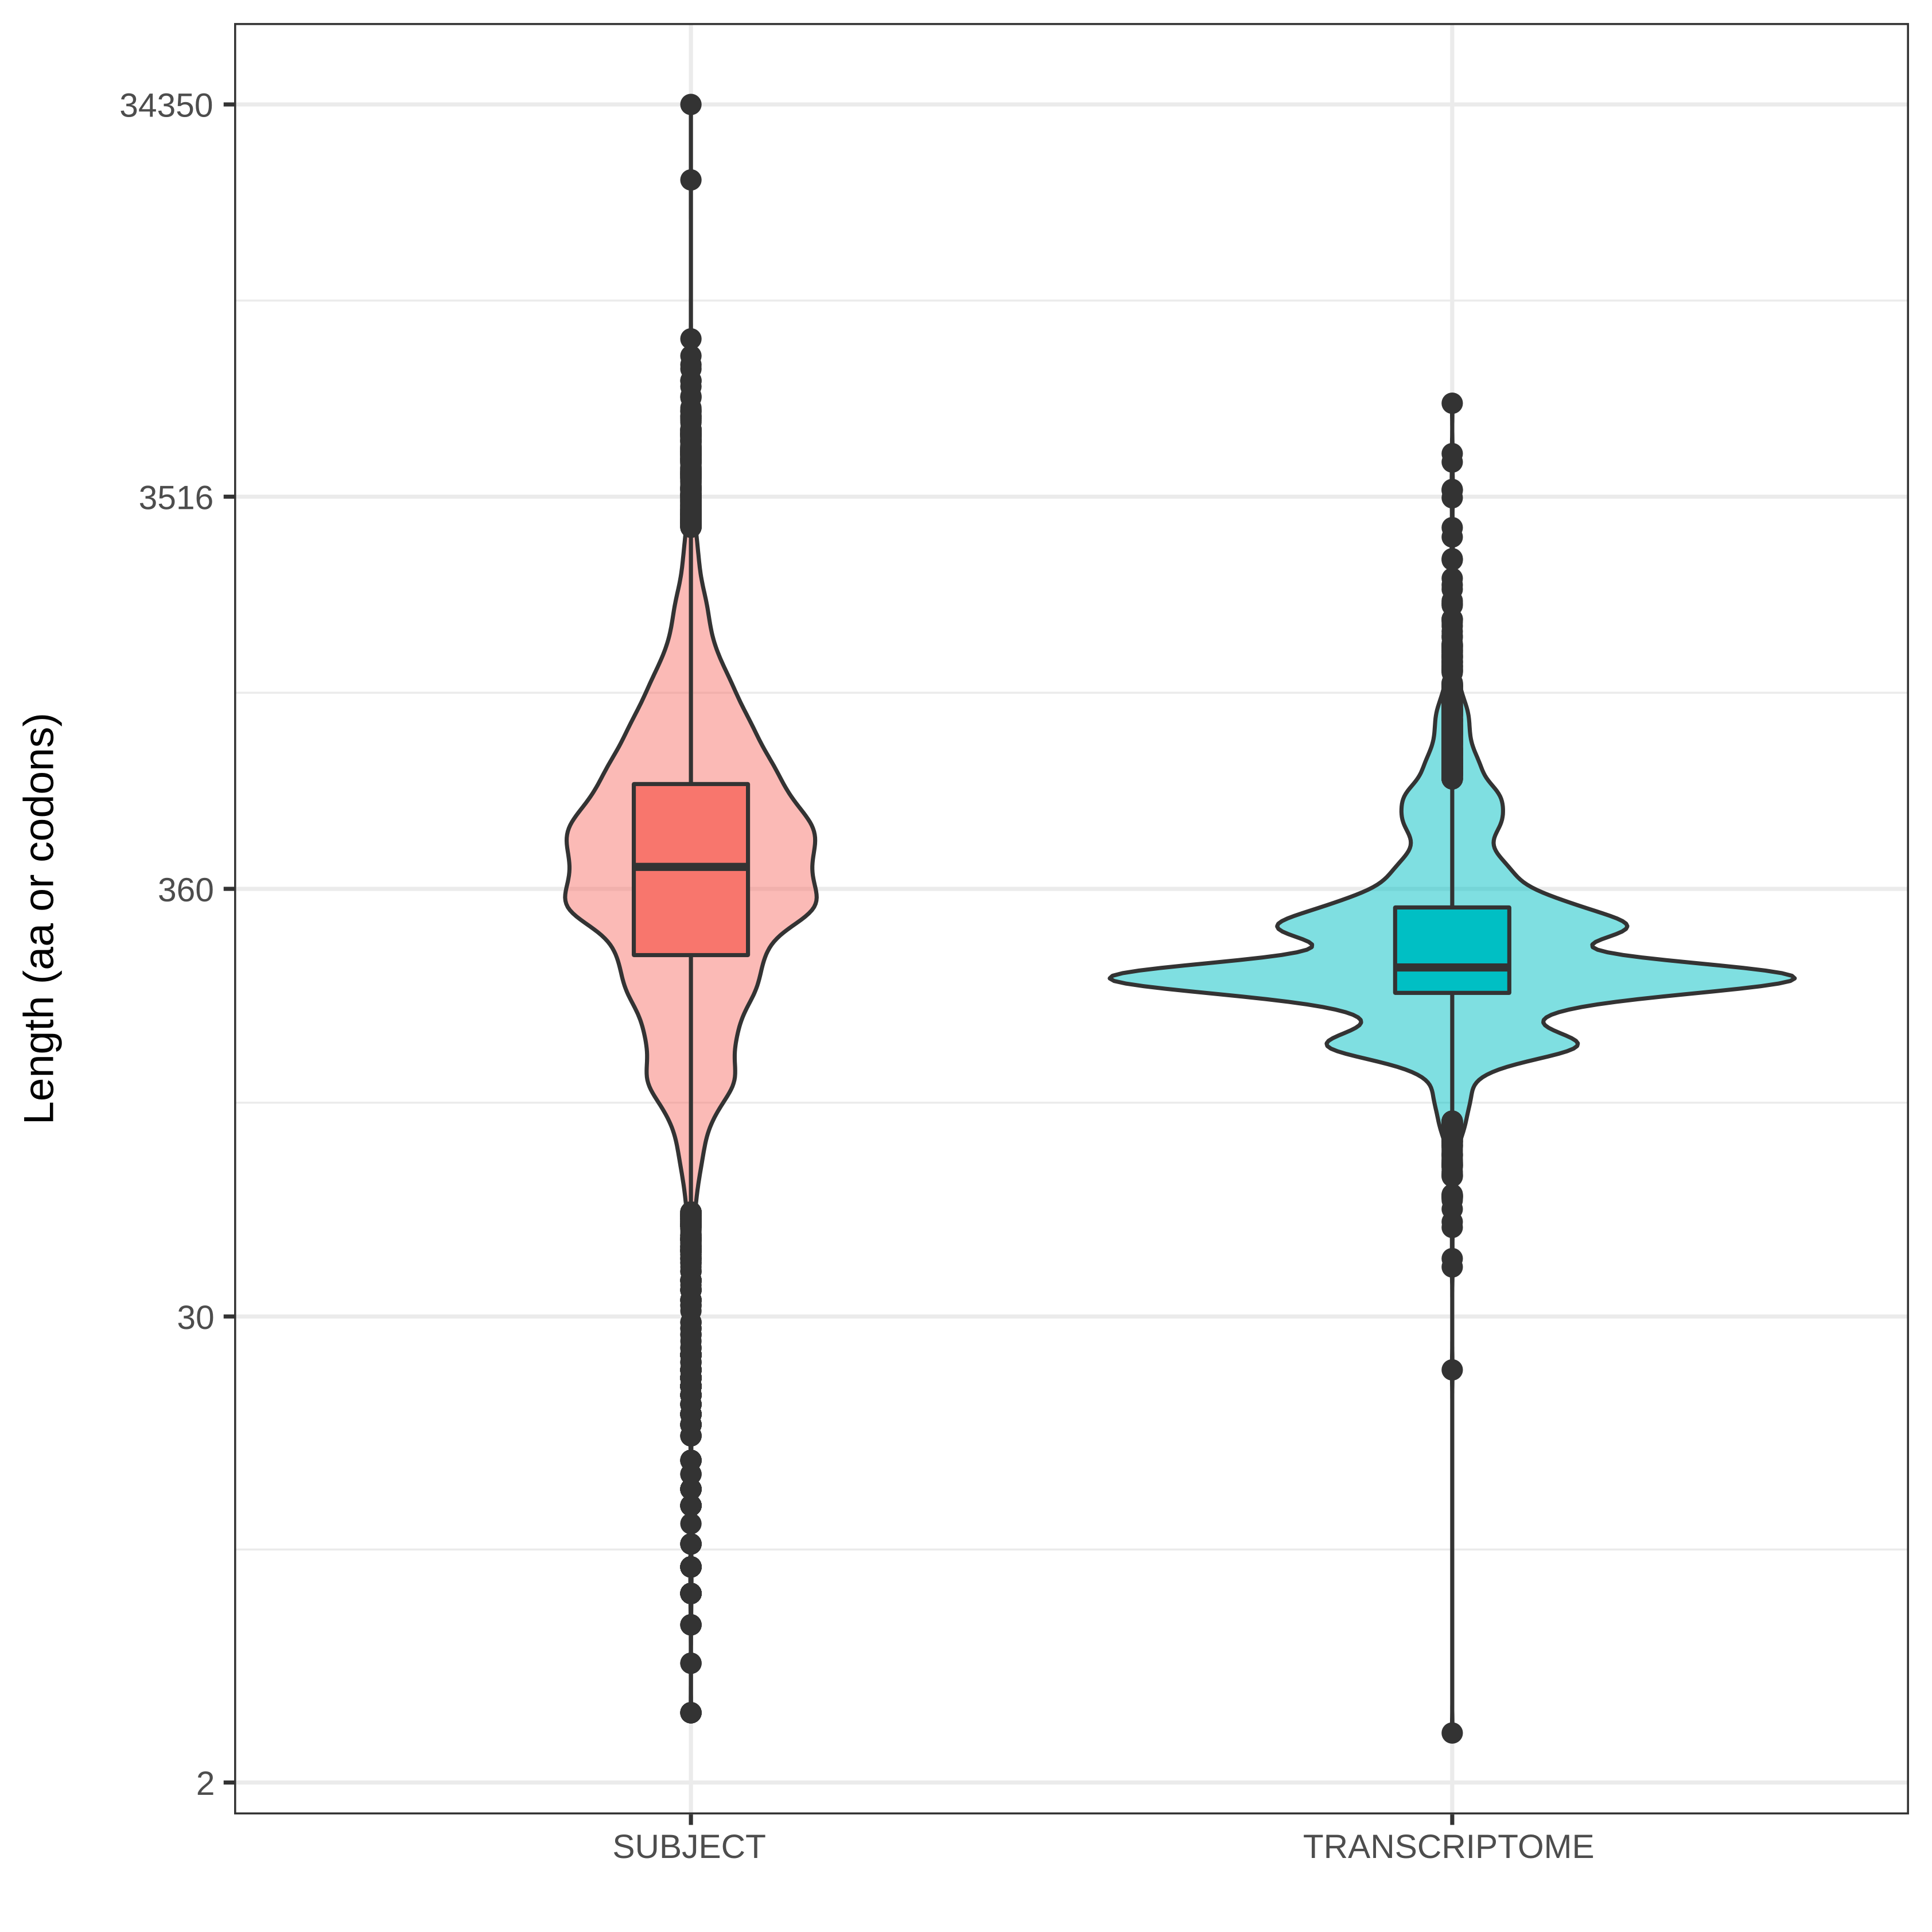 Length (aa or codons)
34350
3516
360
30
2
SUBJECT
TRANSCRIPTOME